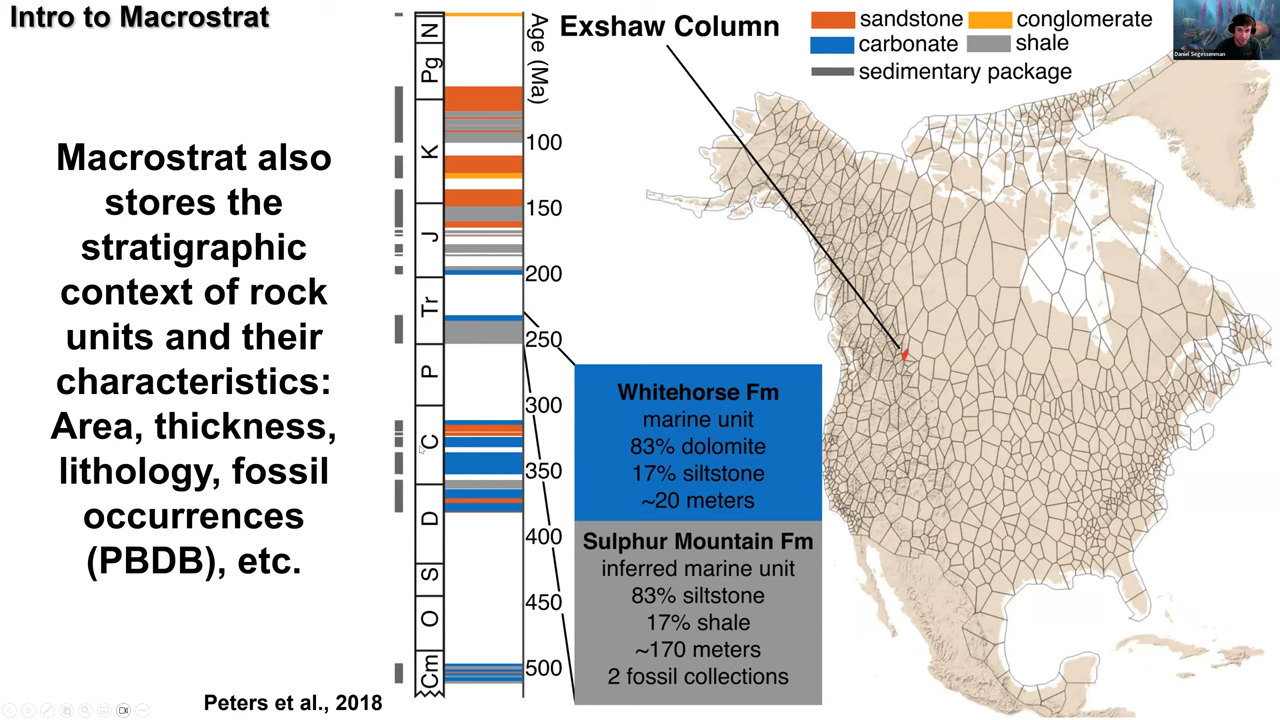 Intro to Macrostrat
Macrostrat also
stores the
stratigraphic
context of rock
units and their
characteristics:
Area, thickness,
lithology, fossil
occurrences
(PBDB), etc.
Peters et al., 2018
N
Pg
K
J
Tr
P
C
D
S
O
Cm
Age (Ma)
100
150
200
250
300
350
400
450
500
Exshaw Column
sandstone
conglomerate
carbonate
shale
sedimentary package
Whitehorse Fm
marine unit
83% dolomite
17% siltstone
~20 meters
Sulphur Mountain Fm
inferred marine unit
83% siltstone
17% shale
~170 meters
2 fossil collections
Daniel Segessenman